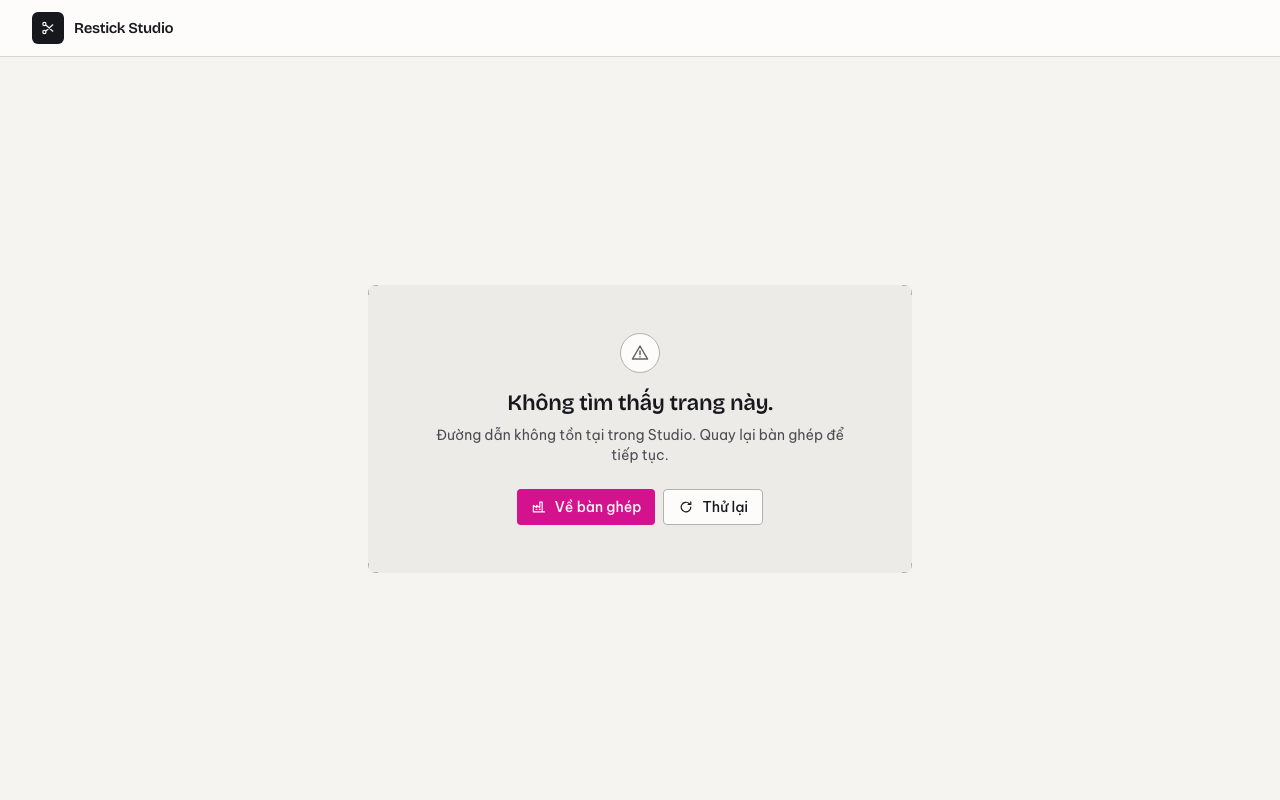 Restick Studio
Không tìm thấy trang này.
Đường dẫn không tồn tại trong Studio. Quay lại bàn ghép để
tiếp tục.
Về bàn ghép
Thử lại